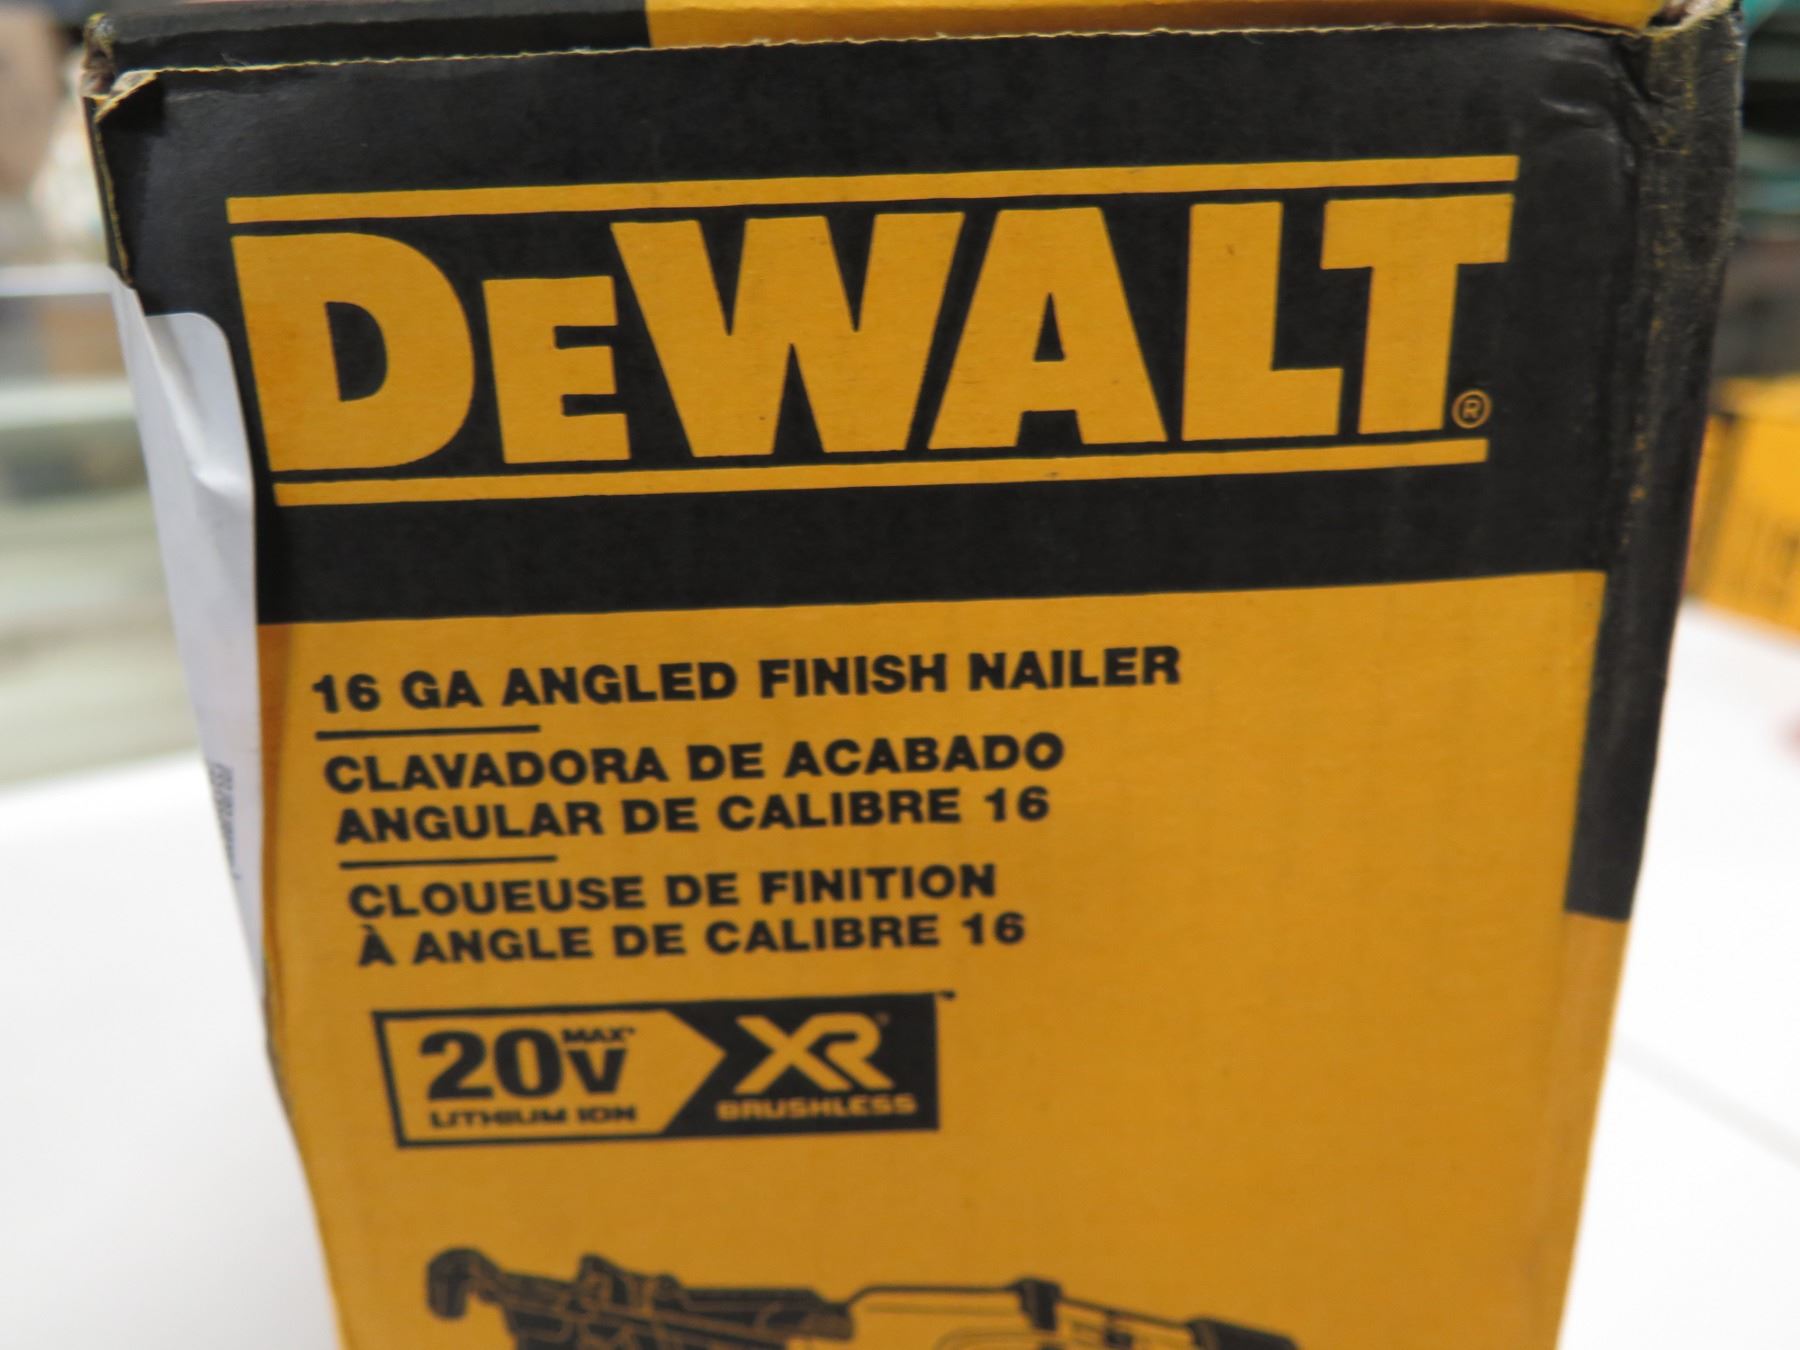 DEWALT®
16 GA ANGLED FINISH NAILER
CLAVADORA DE ACABADO
ANGULAR DE CALIBRE 16
CLOUEUSE DE FINITION
À ANGLE DE CALIBRE 16
20V MAX* XR®™
LITHIUM ION BRUSHLESS